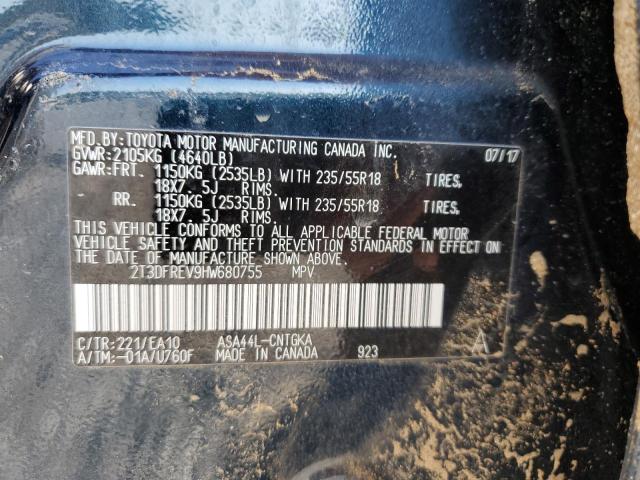 MFD.BY:TOYOTA MOTOR MANUFACTURING CANADA INC. 07/17
GVWR:2105KG (4640LB)
GAWR:FRT. 1150KG (2535LB) WITH 235/55R18 TIRES,
18X7. 5J RIMS.
RR. 1150KG (2535LB) WITH 235/55R18 TIRES,
18X7. 5J RIMS.
THIS VEHICLE CONFORMS TO ALL APPLICABLE FEDERAL MOTOR
VEHICLE SAFETY AND THEFT PREVENTION STANDARDS IN EFFECT ON
THE DATE OF MANUFACTURE SHOWN ABOVE.
2T3DFREV9HW680755 MPV
C/TR:221/EA10 ASA44L-CNTGKA
A/TM:-01A/U760F MADE IN CANADA 923 A